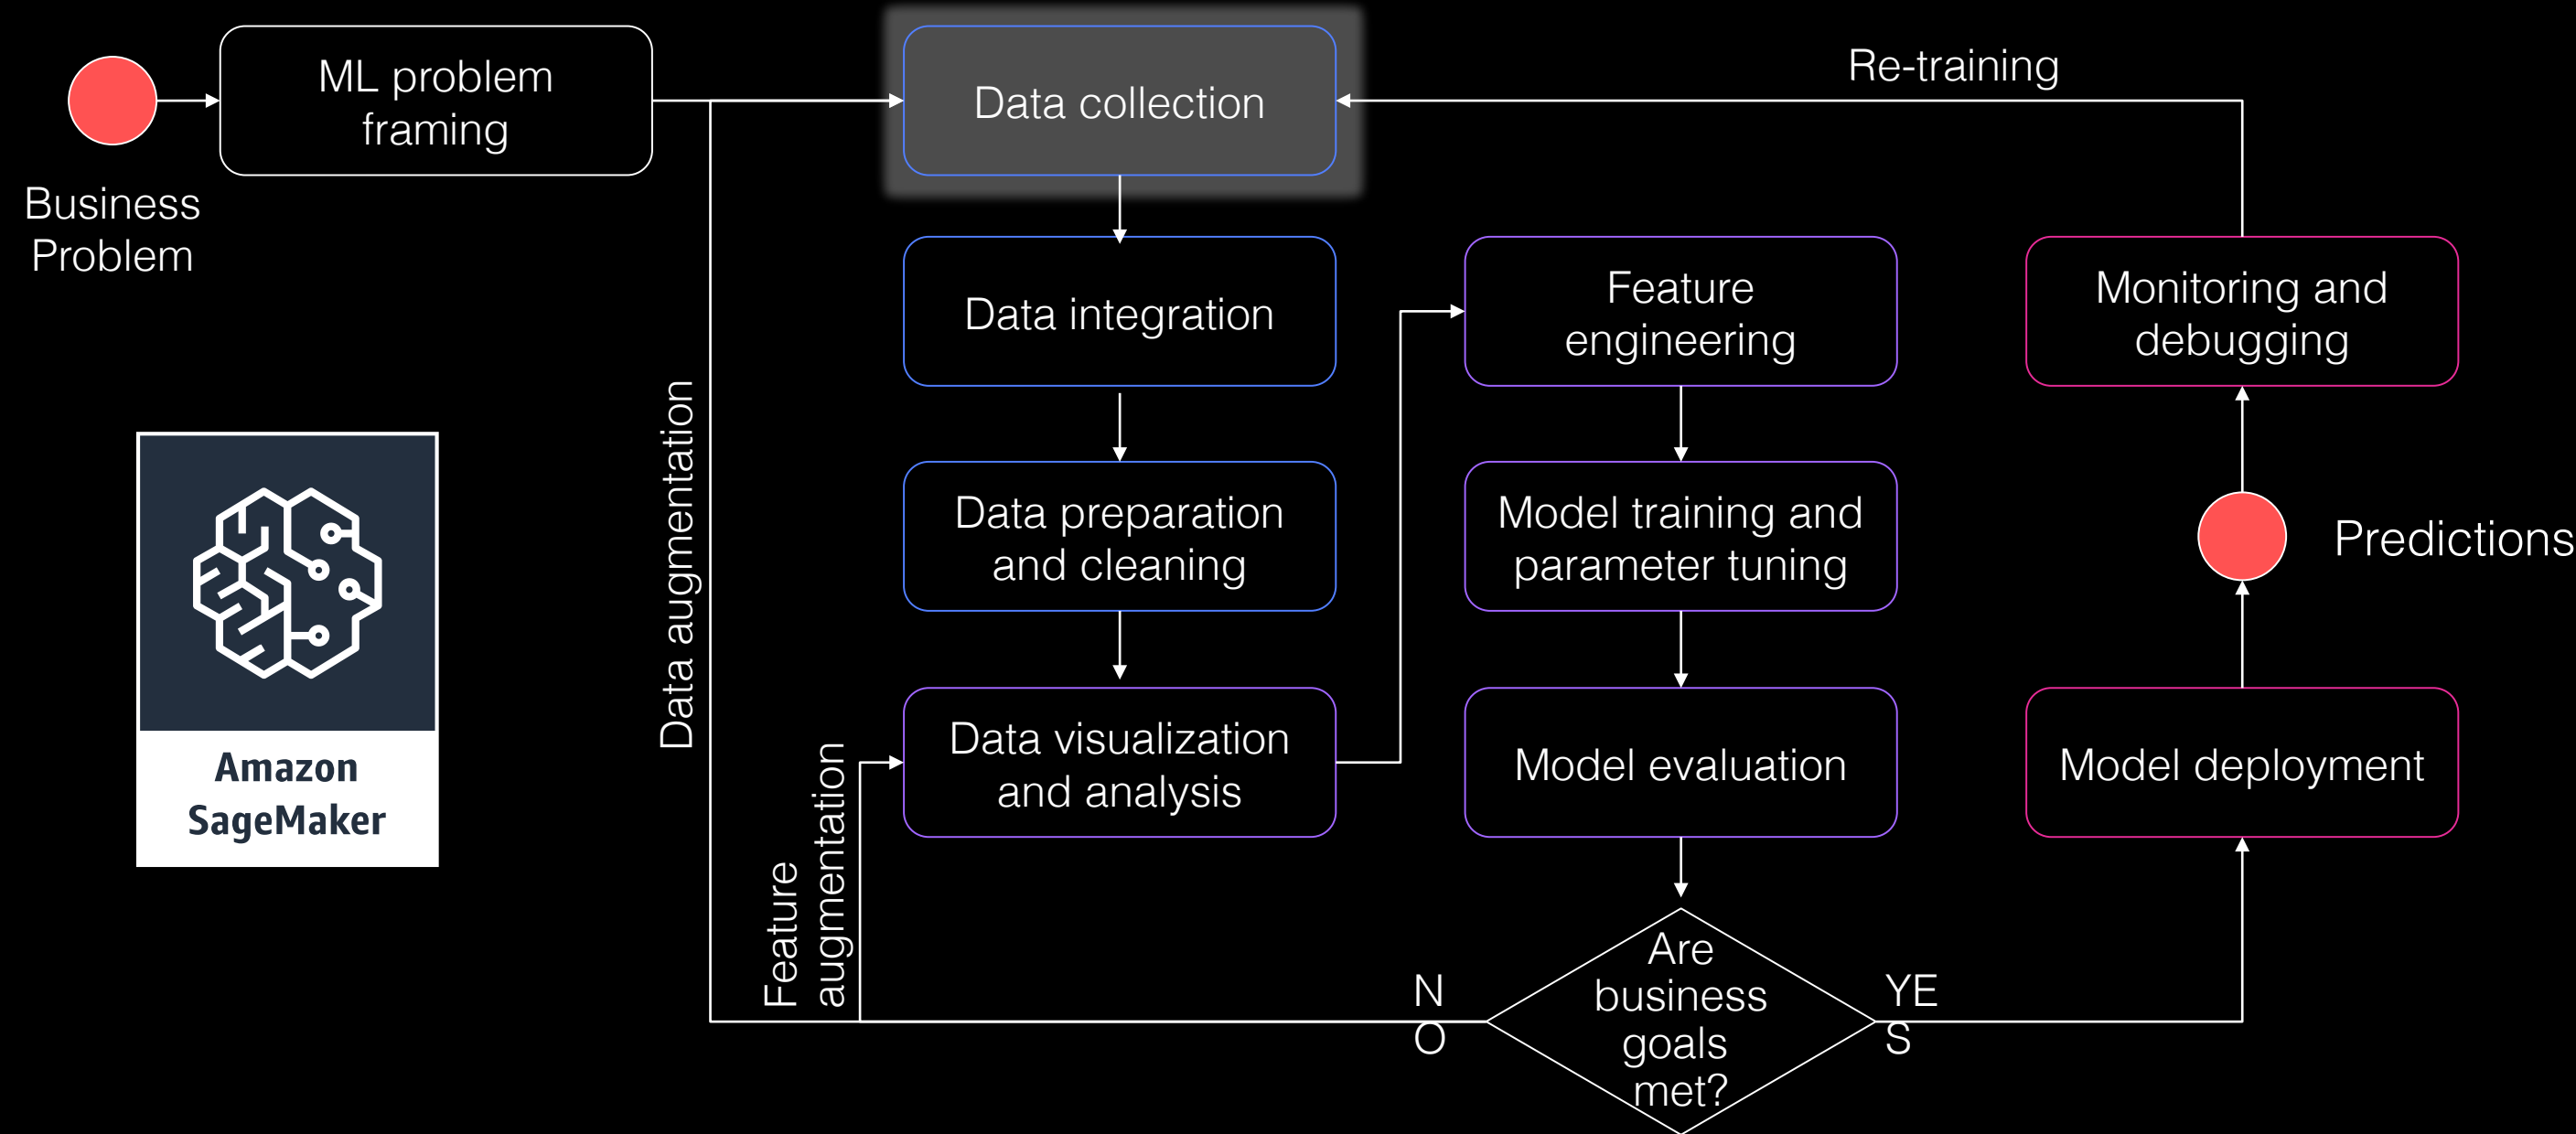 ML problem
framing
Business
Problem
Data collection
Re-training
Data integration
Feature
engineering
Monitoring and
debugging
Data augmentation
Data preparation
and cleaning
Model training and
parameter tuning
Predictions
Amazon
SageMaker
Feature
augmentation
Data visualization
and analysis
Model evaluation
Model deployment
Are
business
goals
met?
N
O
YE
S